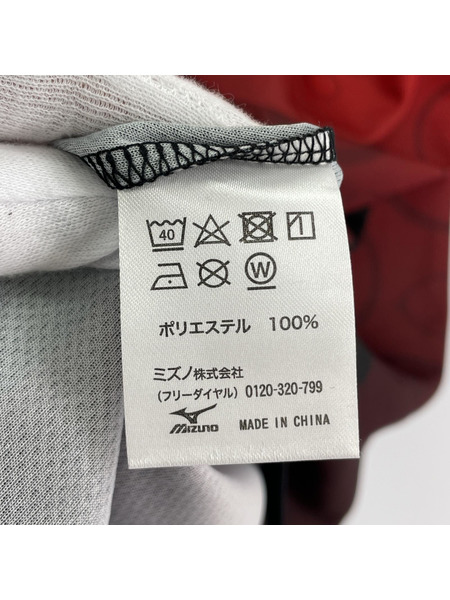 40
W
ポリエステル 100%
ミズノ株式会社
(フリーダイヤル) 0120-320-799
MIZUNO
MADE IN CHINA